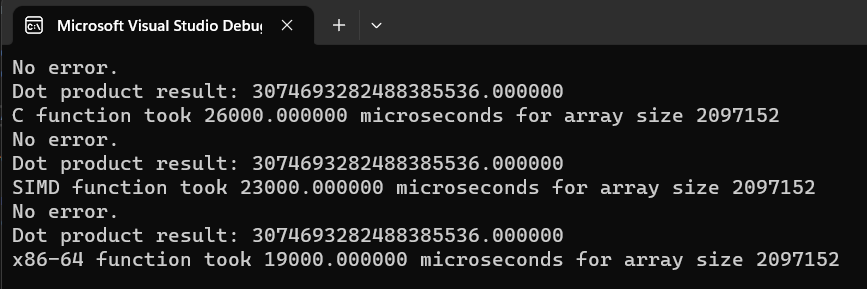 Microsoft Visual Studio Debug
No error.
Dot product result: 3074693282488385536.000000
C function took 26000.000000 microseconds for array size 2097152
No error.
Dot product result: 3074693282488385536.000000
SIMD function took 23000.000000 microseconds for array size 2097152
No error.
Dot product result: 3074693282488385536.000000
x86-64 function took 19000.000000 microseconds for array size 2097152